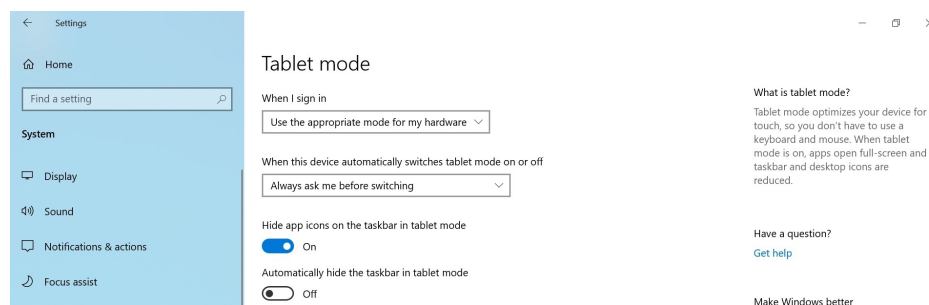 Settings
Home
Find a setting
System
Display
Sound
Notifications & actions
Focus assist
Tablet mode
When I sign in
Use the appropriate mode for my hardware
When this device automatically switches tablet mode on or off
Always ask me before switching
Hide app icons on the taskbar in tablet mode
On
Automatically hide the taskbar in tablet mode
Off
What is tablet mode?
Tablet mode optimizes your device for
touch, so you don't have to use a
keyboard and mouse. When tablet
mode is on, apps open full-screen and
taskbar and desktop icons are
reduced.
Have a question?
Get help
Make Windows better